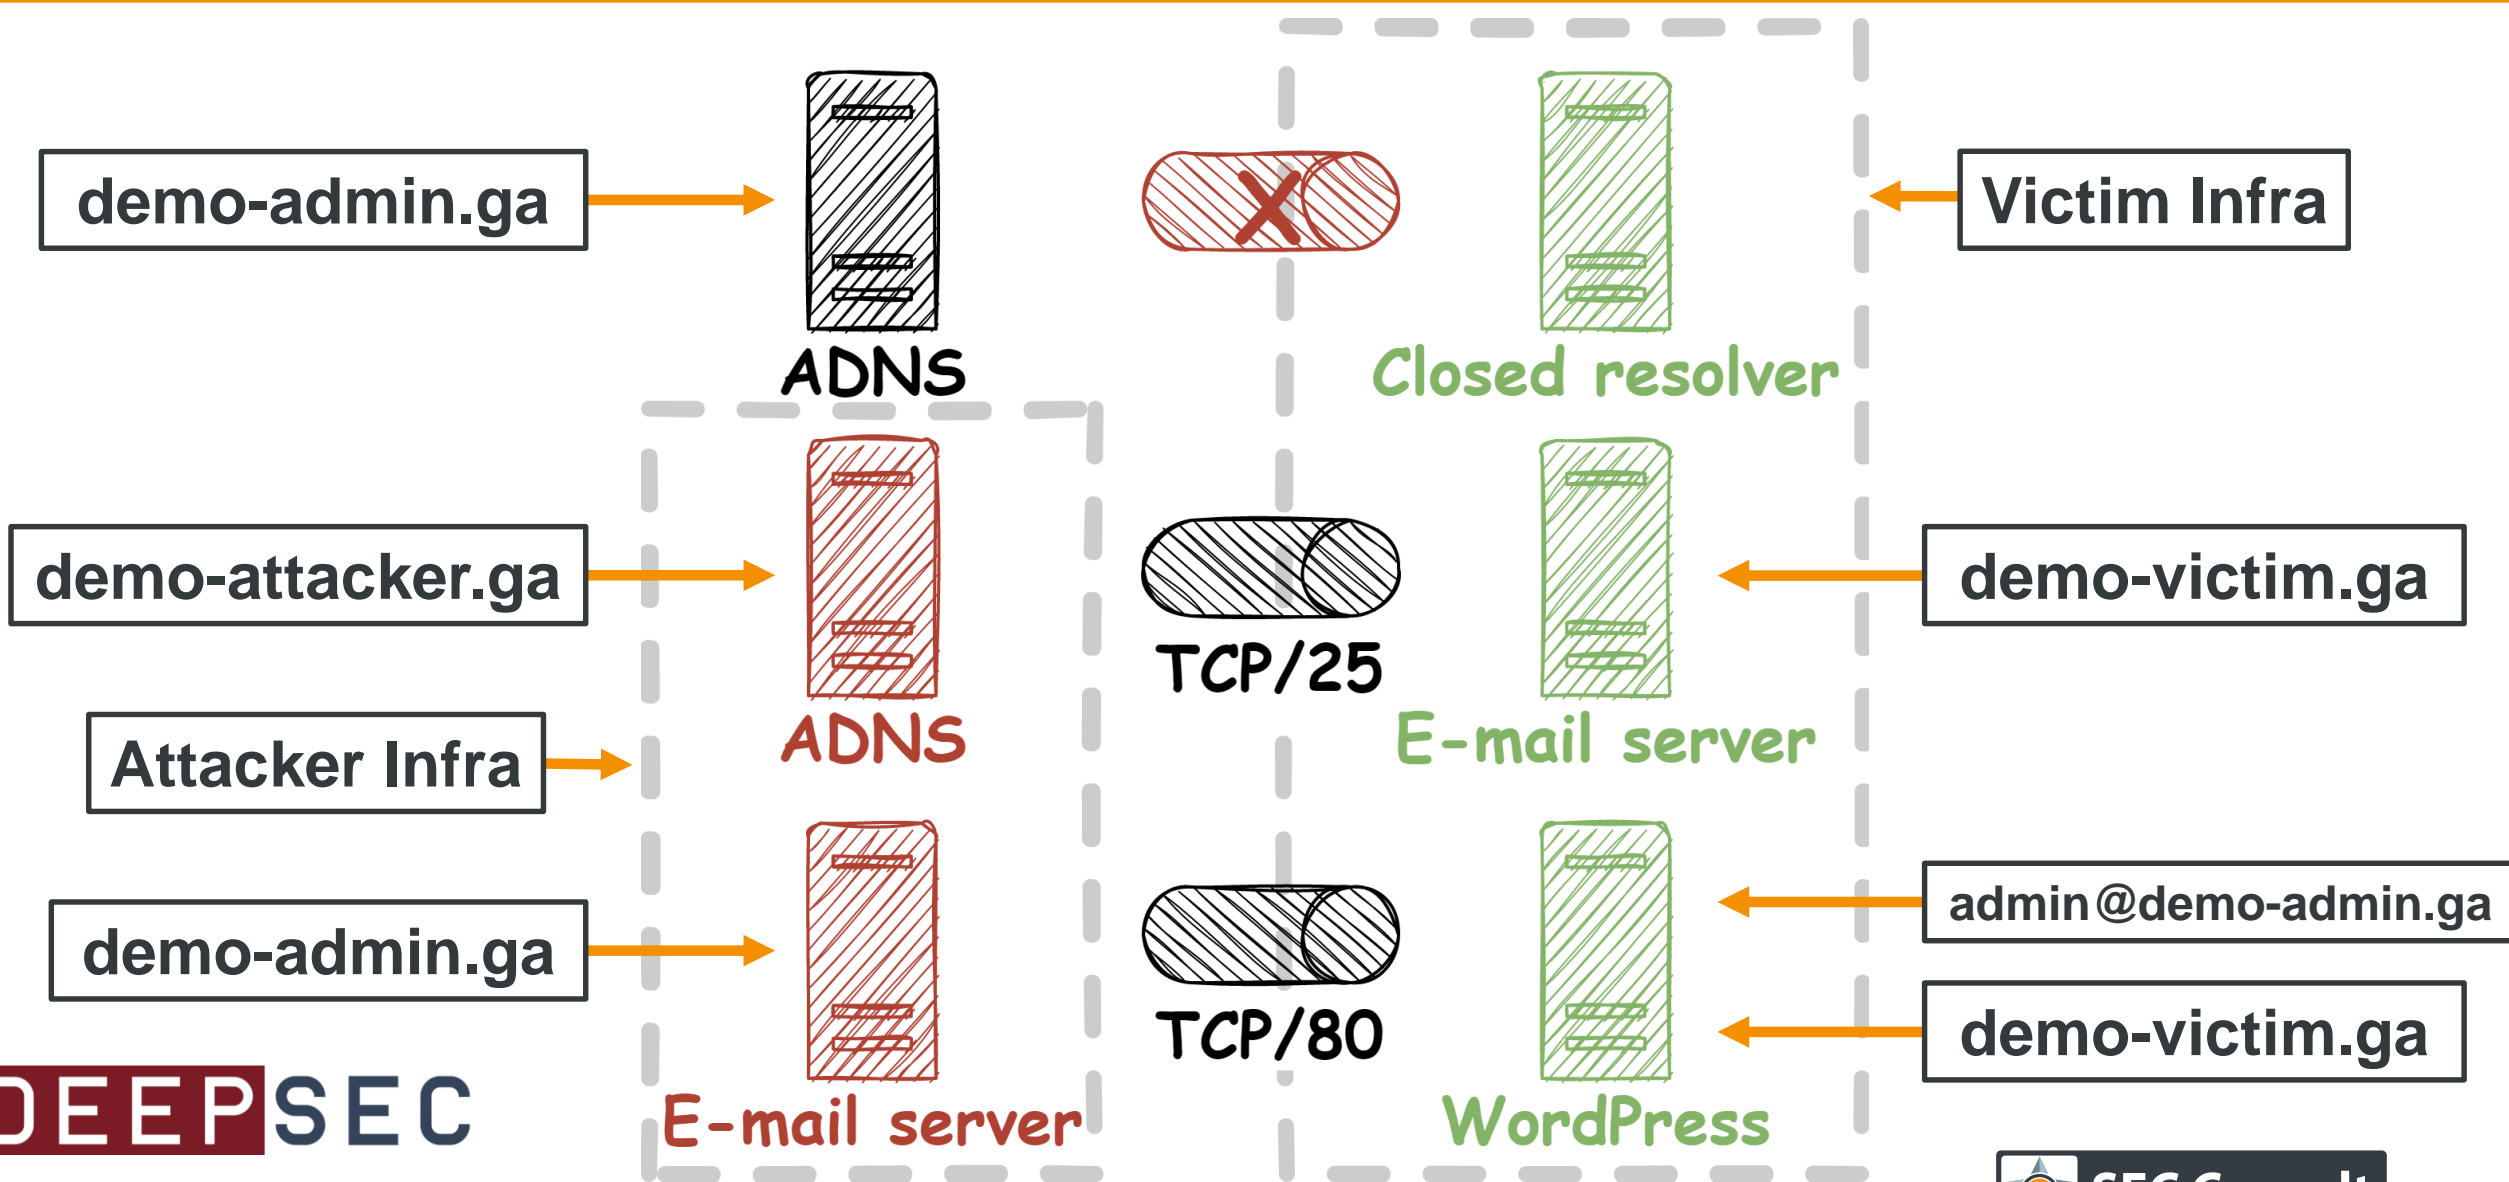 demo-admin.ga
Victim Infra
ADNS
Closed resolver
demo-attacker.ga
demo-victim.ga
TCP/25
ADNS
E-mail server
Attacker Infra
admin@demo-admin.ga
demo-admin.ga
demo-victim.ga
TCP/80
DEEPSEC
E-mail server
WordPress